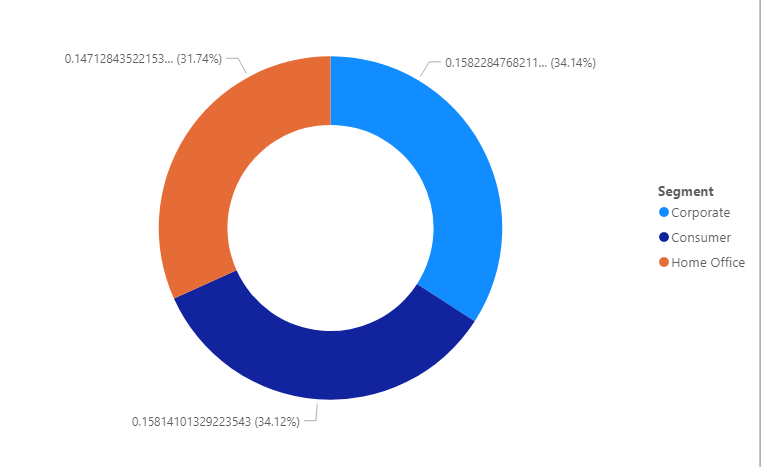 0.14712843522153... (31.74%)
0.1582284768211... (34.14%)
Segment
Corporate
Consumer
Home Office
0.15814101329223543 (34.12%)